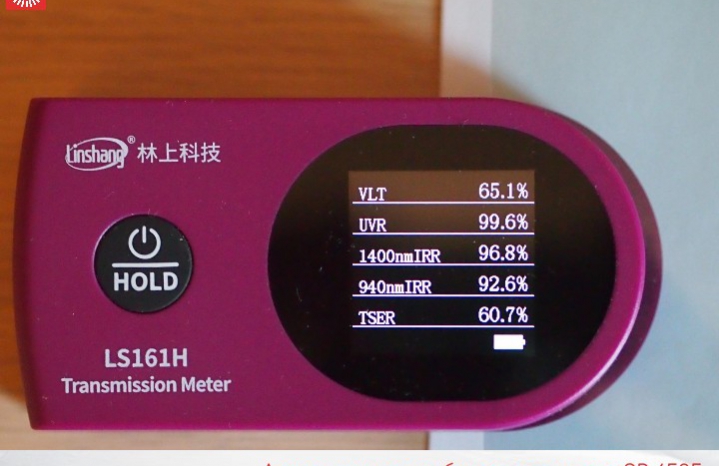 Linshang® 林上科技
HOLD
LS161H
Transmission Meter
VLT 65.1%
UVR 99.6%
1400nmIRR 96.8%
940nmIRR 92.6%
TSER 60.7%